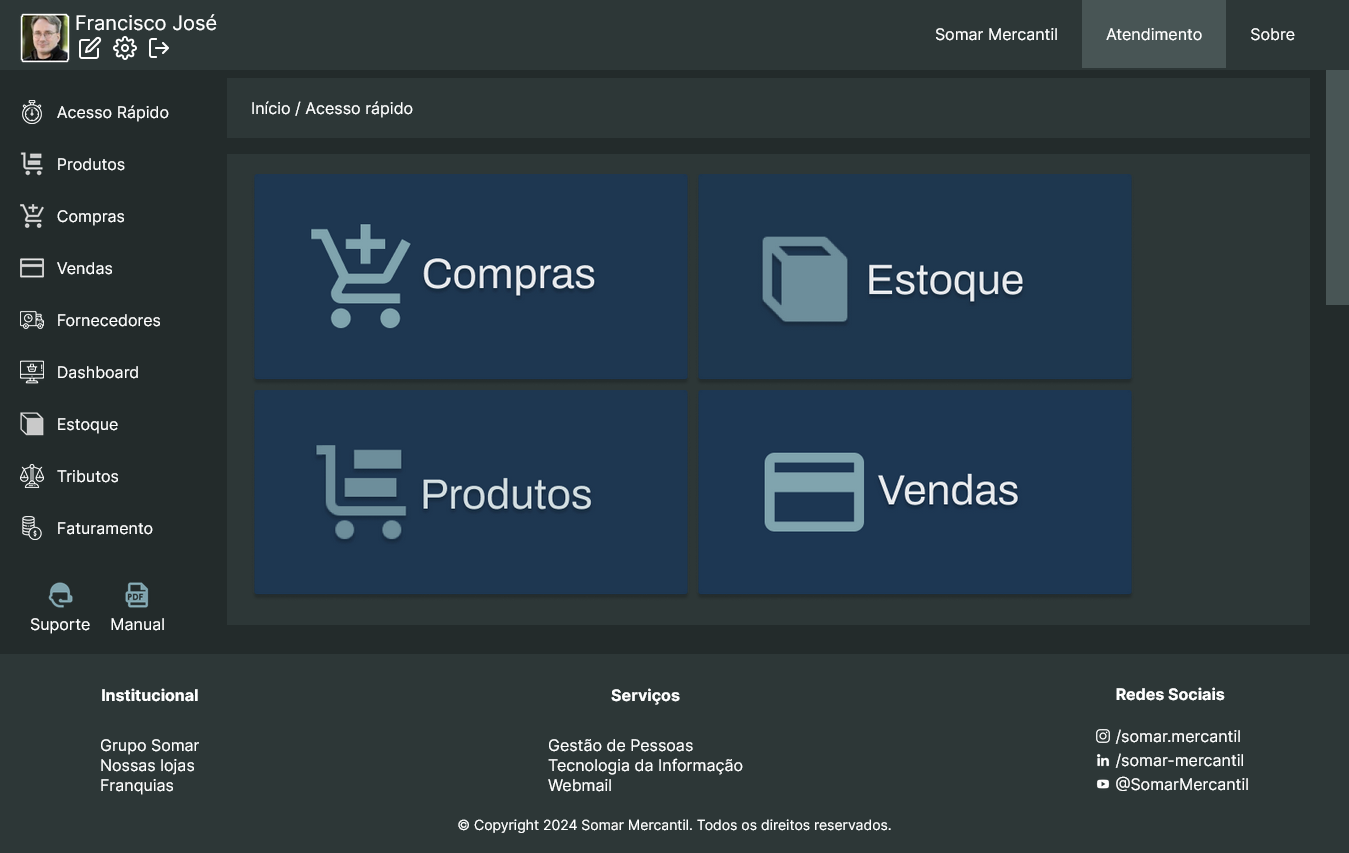 Francisco José
Somar Mercantil
Atendimento
Sobre
Início / Acesso rápido
Acesso Rápido
Produtos
Compras
Vendas
Fornecedores
Dashboard
Estoque
Tributos
Faturamento
PDF
Suporte
Manual
Compras
Estoque
Produtos
Vendas
Institucional
Grupo Somar
Nossas lojas
Franquias
Serviços
Gestão de Pessoas
Tecnologia da Informação
Webmail
Redes Sociais
/somar.mercantil
in /somar-mercantil
@SomarMercantil
© Copyright 2024 Somar Mercantil. Todos os direitos reservados.